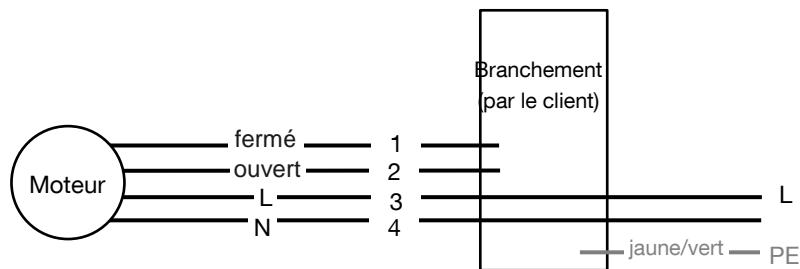 Branchement
(par le client)
fermé 1
ouvert 2
Moteur
L 3 L
N 4
jaune/vert PE